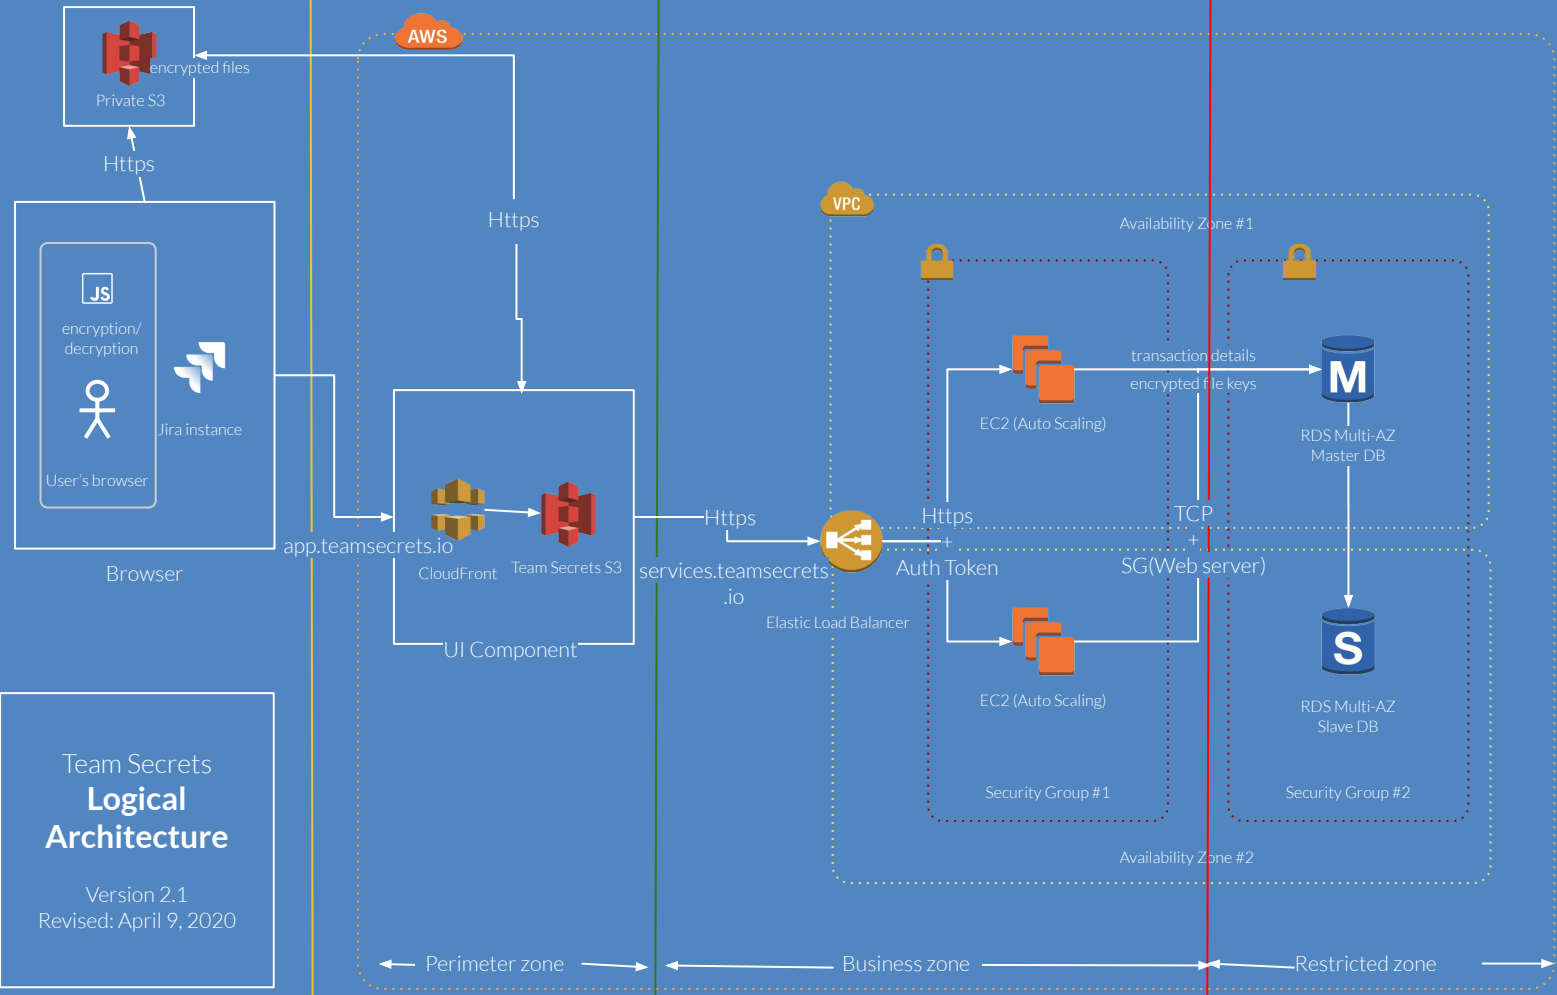 AWS
encrypted files
Private S3
Https
Https
VPC
Availability Zone #1
JS
encryption/
decryption
Jira instance
User's browser
Browser
transaction details
encrypted file keys
M
EC2 (Auto Scaling)
RDS Multi-AZ
Master DB
app.teamsecrets.io
CloudFront
Team Secrets S3
UI Component
Https
services.teamsecrets
.io
Elastic Load Balancer
Https
+
Auth Token
TCP
+
SG(Web server)
S
EC2 (Auto Scaling)
RDS Multi-AZ
Slave DB
Security Group #1
Security Group #2
Availability Zone #2
Team Secrets
Logical
Architecture
Version 2.1
Revised: April 9, 2020
Perimeter zone
Business zone
Restricted zone